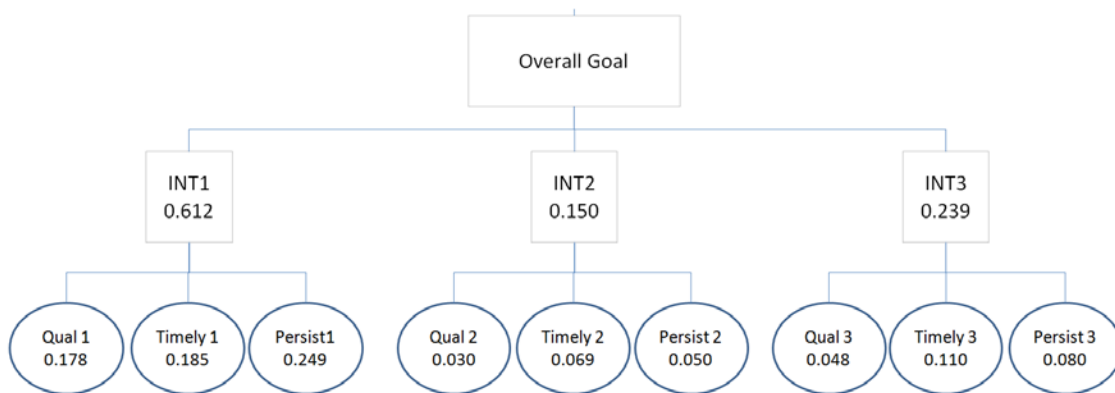 Overall Goal
INT1
0.612
INT2
0.150
INT3
0.239
Qual 1
0.178
Timely 1
0.185
Persist1
0.249
Qual 2
0.030
Timely 2
0.069
Persist 2
0.050
Qual 3
0.048
Timely 3
0.110
Persist 3
0.080